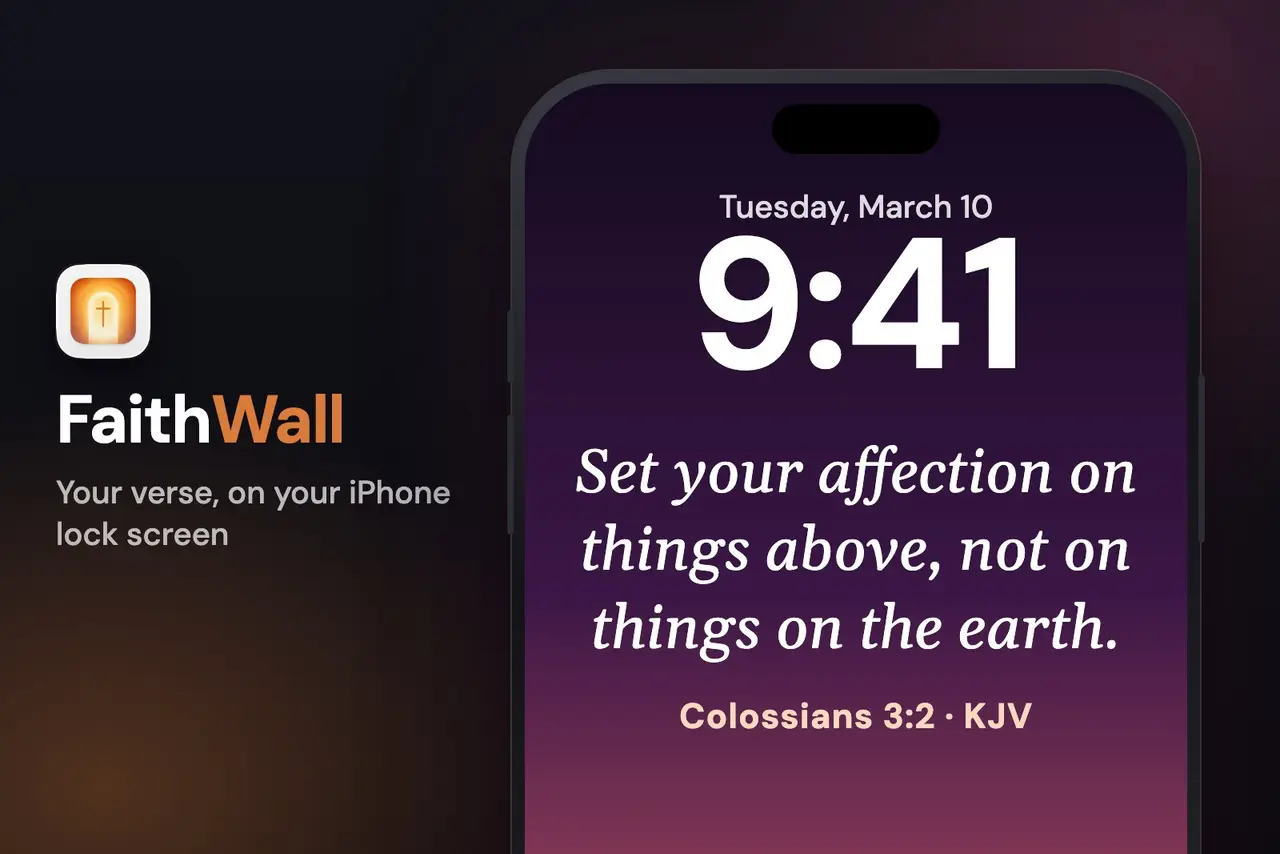 FaithWall
Your verse, on your iPhone
lock screen
Tuesday, March 10
9:41
Set your affection on
things above, not on
things on the earth.
Colossians 3:2 · KJV